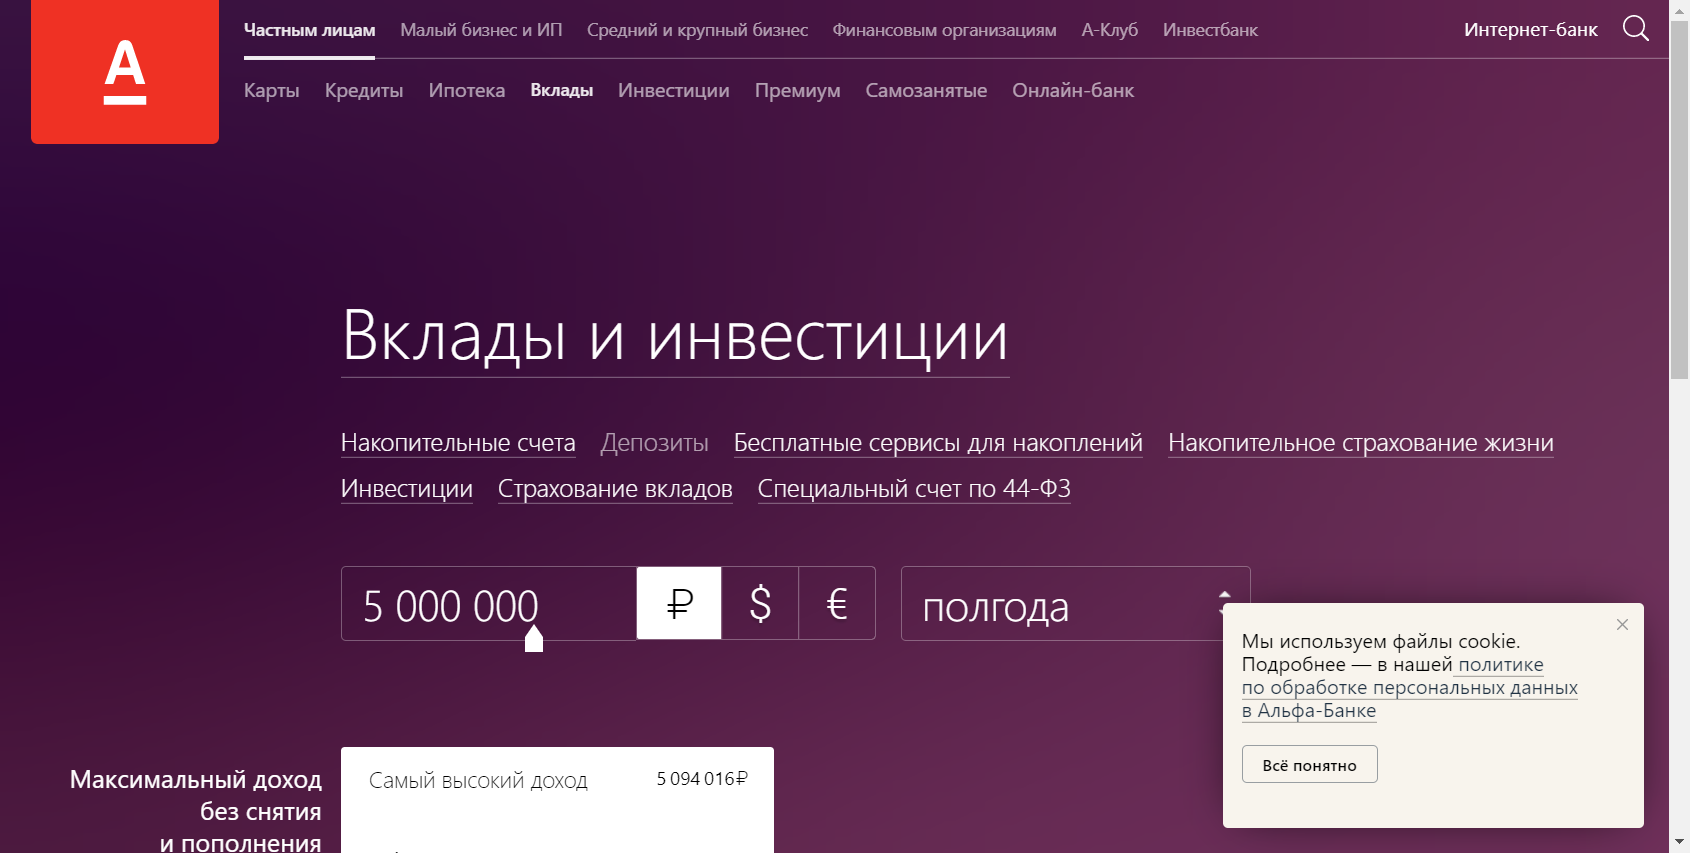 А
Частным лицам Малый бизнес и ИП Средний и крупный бизнес Финансовым организациям А-Клуб Инвестбанк Интернет-банк
Карты Кредиты Ипотека Вклады Инвестиции Премиум Самозанятые Онлайн-банк
Вклады и инвестиции
Накопительные счета Депозиты Бесплатные сервисы для накоплений Накопительное страхование жизни
Инвестиции Страхование вкладов Специальный счет по 44-ФЗ
5 000 000 ₽ $ € полгода
Мы используем файлы cookie.
Подробнее — в нашей политике
по обработке персональных данных
в Альфа-Банке
Всё понятно
Максимальный доход
без снятия
и пополнения
Самый высокий доход 5 094 016 ₽